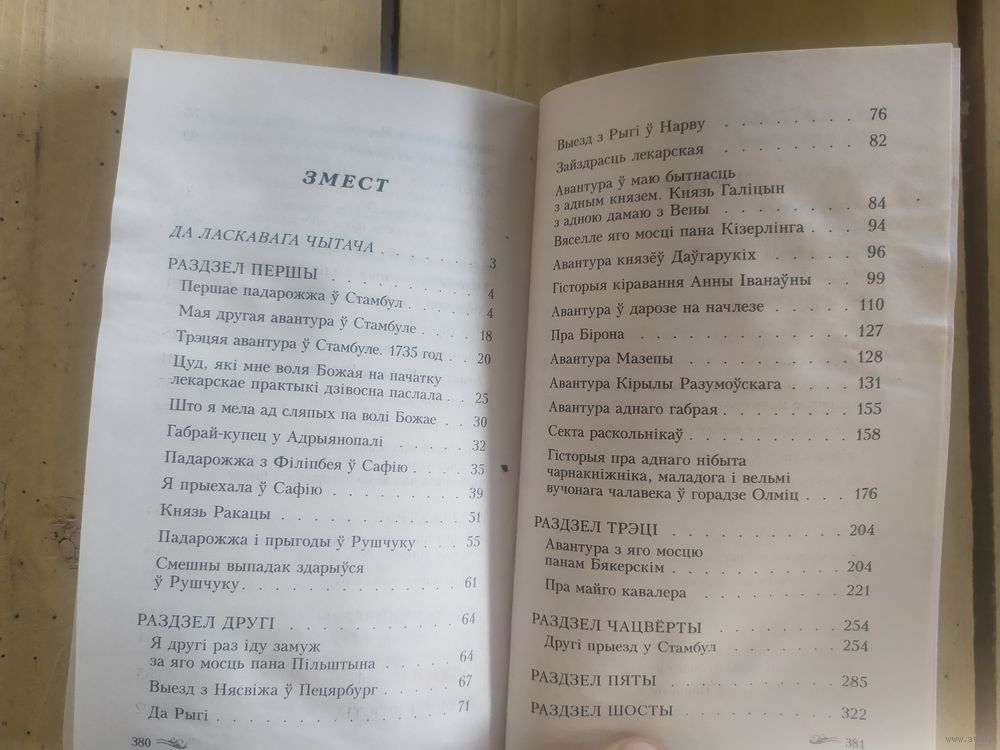 ЗМЕСТ
ДА ЛАСКАВАГА ЧЫТАЧА . . . . . . . 3
РАЗДЗЕЛ ПЕРШЫ . . . . . . . . . . 4
Першае падарожжа ў Стамбул . . . . . 4
Мая другая авантура ў Стамбуле . . . . 18
Трэцяя авантура ў Стамбуле. 1735 год . . 20
Цуд, які мне воля Божая на пачатку
лекарскае практыкі дзівосна паслала . . 25
Што я мела ад сляпых па волі Божае . . 30
Габрай-купец у Адрыянопалі . . . . . 32
Падарожжа з Філіпбея ў Сафію . . . . 35
Я прыехала ў Сафію . . . . . . . . 39
Князь Ракацы . . . . . . . . . . 51
Падарожжа і прыгоды ў Рушчуку . . . 55
Смешны выпадак здарыўся
ў Рушчуку. . . . . . . . . . . . 61
РАЗДЗЕЛ ДРУГІ . . . . . . . . . . 64
Я другі раз іду замуж
за яго мосць пана Пільштына . . . . . 64
Выезд з Нясвіжа ў Пецярбург . . . . . 67
Да Рыгі . . . . . . . . . . . . . 71
380
Выезд з Рыгі ў Нарву . . . . . . . 76
Зайздрасць лекарская . . . . . . . 82
Авантура ў маю бытнасць
з адным князем. Князь Галіцын
з адною дамаю з Вены . . . . . . . 84
Вяселле яго мосці пана Кізерлінга . . . . 94
Авантура князёў Даўгарукіх . . . . . 96
Гісторыя кіравання Анны Іванаўны . . . 99
Авантура ў дарозе на начлезе . . . . . 110
Пра Бірона . . . . . . . . . . . 127
Авантура Мазепы . . . . . . . . . 128
Авантура Кірылы Разумоўскага . . . . 131
Авантура аднаго габрая . . . . . . . 155
Секта раскольнікаў . . . . . . . . . 158
Гісторыя пра аднаго нібыта
чарнакніжніка, маладога і вельмі
вучонага чалавека ў горадзе Олміц . . . 176
РАЗДЗЕЛ ТРЭЦІ . . . . . . . . . . 204
Авантура з яго мосцю
панам Бякерскім . . . . . . . . . . 204
Пра майго кавалера . . . . . . . . . 221
РАЗДЗЕЛ ЧАЦВЁРТЫ . . . . . . . . 254
Другі прыезд у Стамбул . . . . . . . 254
РАЗДЗЕЛ ПЯТЫ . . . . . . . . . . 285
РАЗДЗЕЛ ШОСТЫ . . . . . . . . . . 322
381